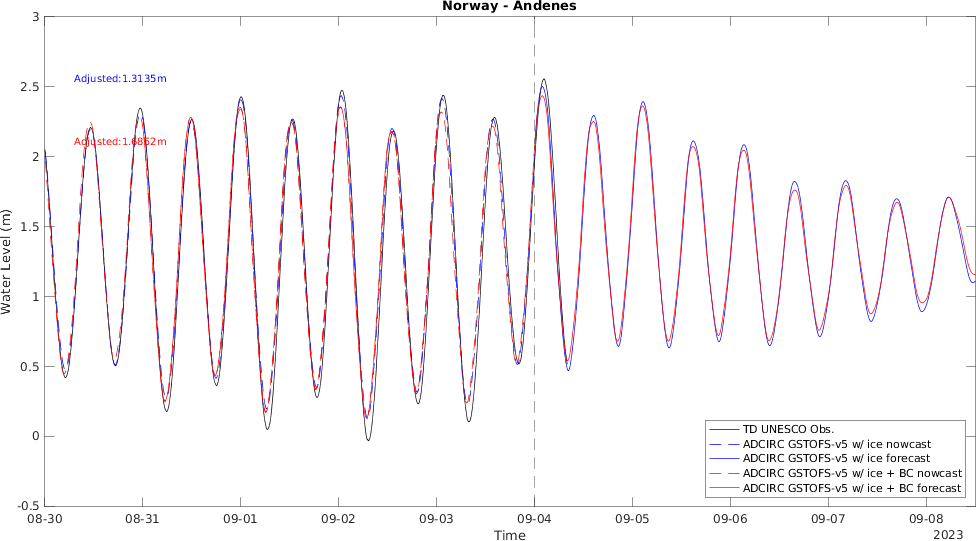 Norway - Andenes
3
2.5
2
1.5
1
0.5
0
-0.5
Water Level (m)
Adjusted:1.3135m
Adjusted:1.6862m
TD UNESCO Obs.
ADCIRC GSTOFS-v5 w/ ice nowcast
ADCIRC GSTOFS-v5 w/ ice forecast
ADCIRC GSTOFS-v5 w/ ice + BC nowcast
ADCIRC GSTOFS-v5 w/ ice + BC forecast
08-30 08-31 09-01 09-02 09-03 09-04 09-05 09-06 09-07 09-08
Time
2023